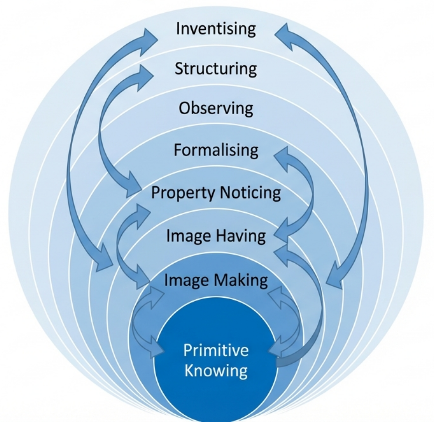 Inventising
Structuring
Observing
Formalising
Property Noticing
Image Having
Image Making
Primitive
Knowing